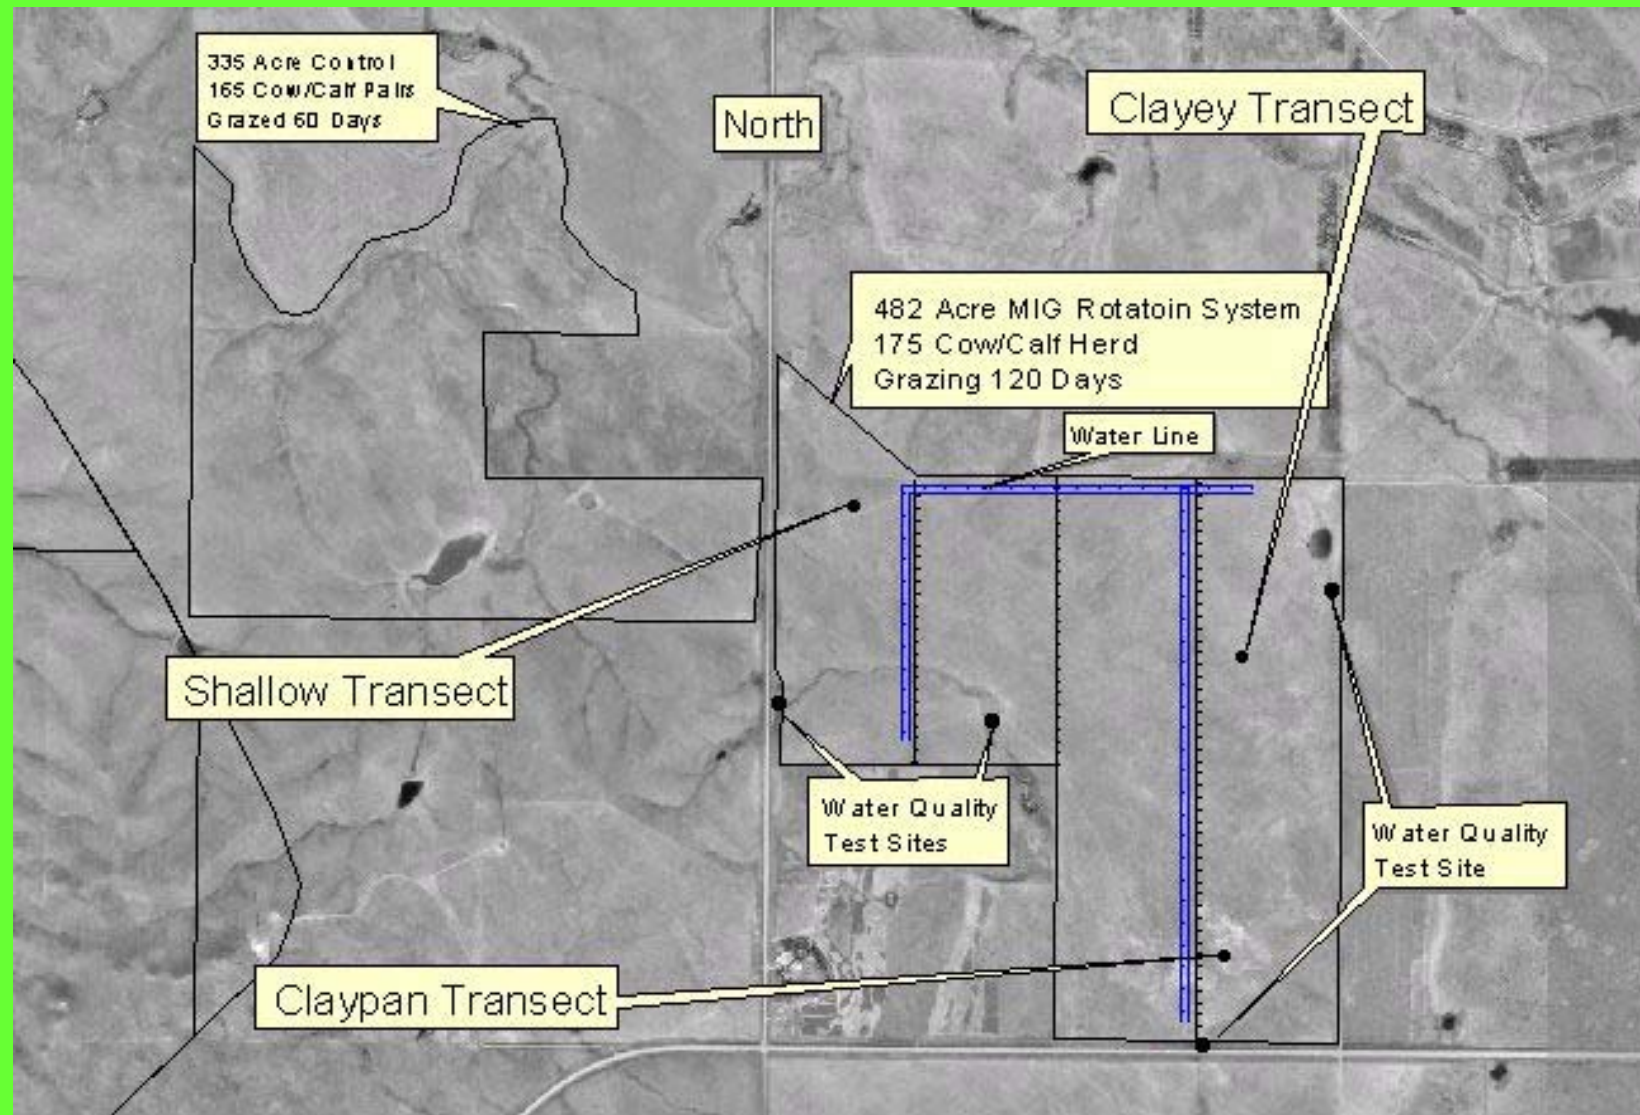 335 Acre Control
165 Cow/Calf Pairs
Grazed 60 Days
North
Clayey Transect
482 Acre MIG Rotatoin System
175 Cow/Calf Herd
Grazing 120 Days
Water Line
Shallow Transect
Water Quality
Test Sites
Water Quality
Test Site
Claypan Transect